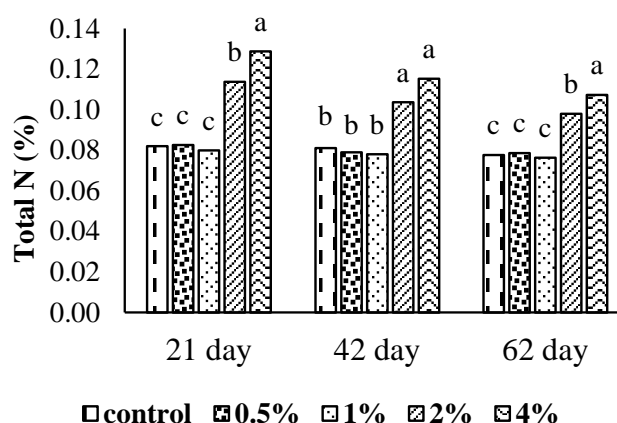 Total N (%)
0.14
0.12
0.10
0.08
0.06
0.04
0.02
0.00
c c c b a
b b b a a
c c c b a
21 day 42 day 62 day
control 0.5% 1% 2% 4%